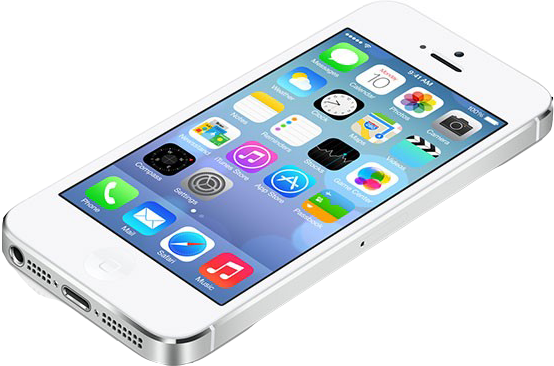 9:41 AM
100%
Messages
Calendar
Photos
Camera
Monday
10
Weather
Clock
Maps
Videos
Notes
Reminders
Stocks
Game Center
Newsstand
iTunes Store
App Store
Passbook
Compass
Settings
Phone
Mail
Safari
Music